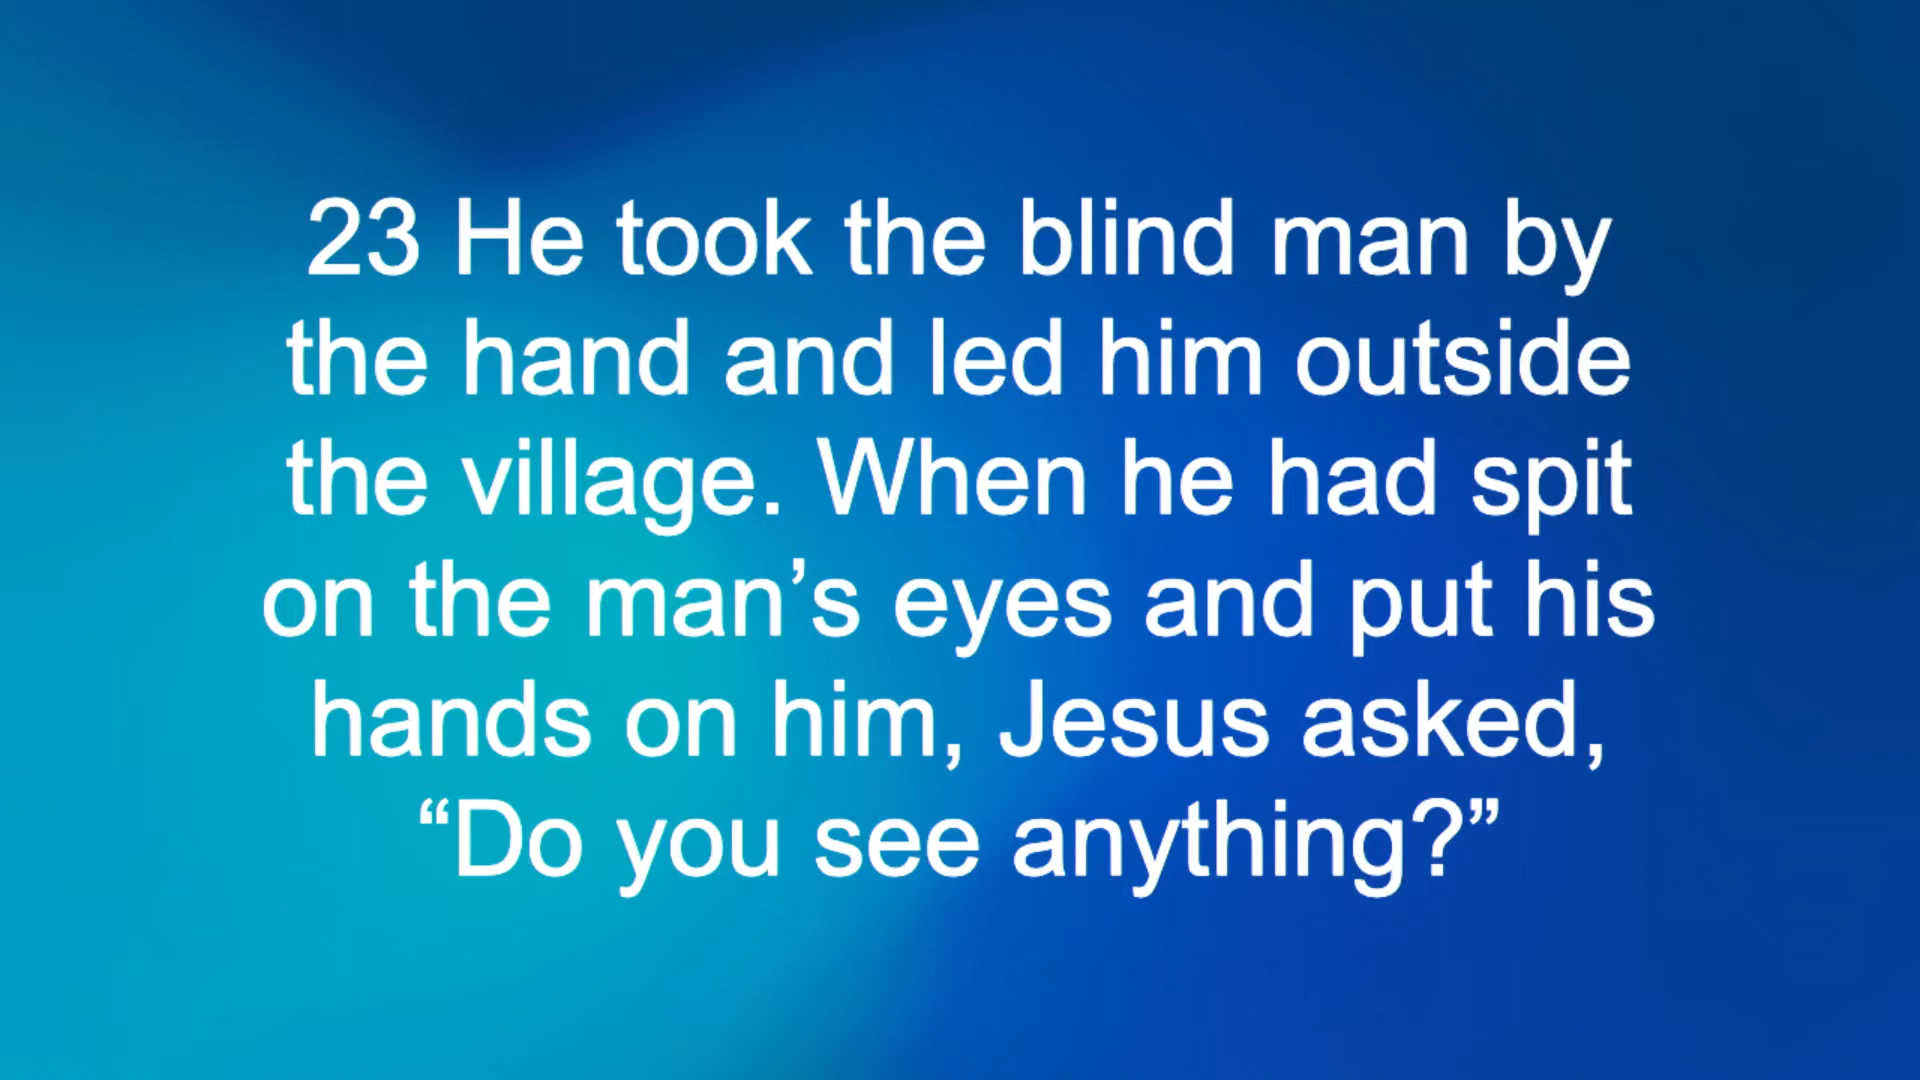 23 He took the blind man by
the hand and led him outside
the village. When he had spit
on the man’s eyes and put his
hands on him, Jesus asked,
“Do you see anything?”